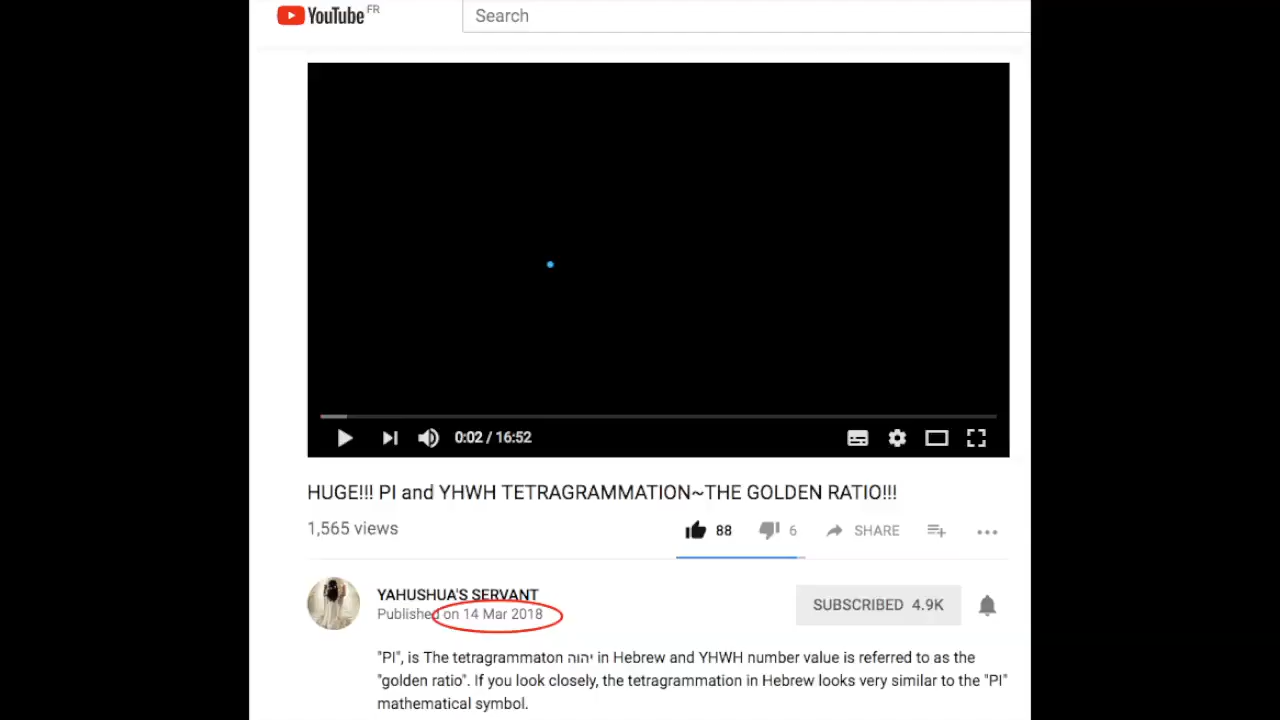 YouTube FR
Search
0:02 / 16:52
HUGE!!! PI and YHWH TETRAGRAMMATION~THE GOLDEN RATIO!!!
1,565 views
88 6 SHARE
YAHUSHUA'S SERVANT
Published on 14 Mar 2018
SUBSCRIBED 4.9K
"PI", is The tetragrammaton יהוה in Hebrew and YHWH number value is referred to as the
"golden ratio". If you look closely, the tetragrammation in Hebrew looks very similar to the "PI"
mathematical symbol.